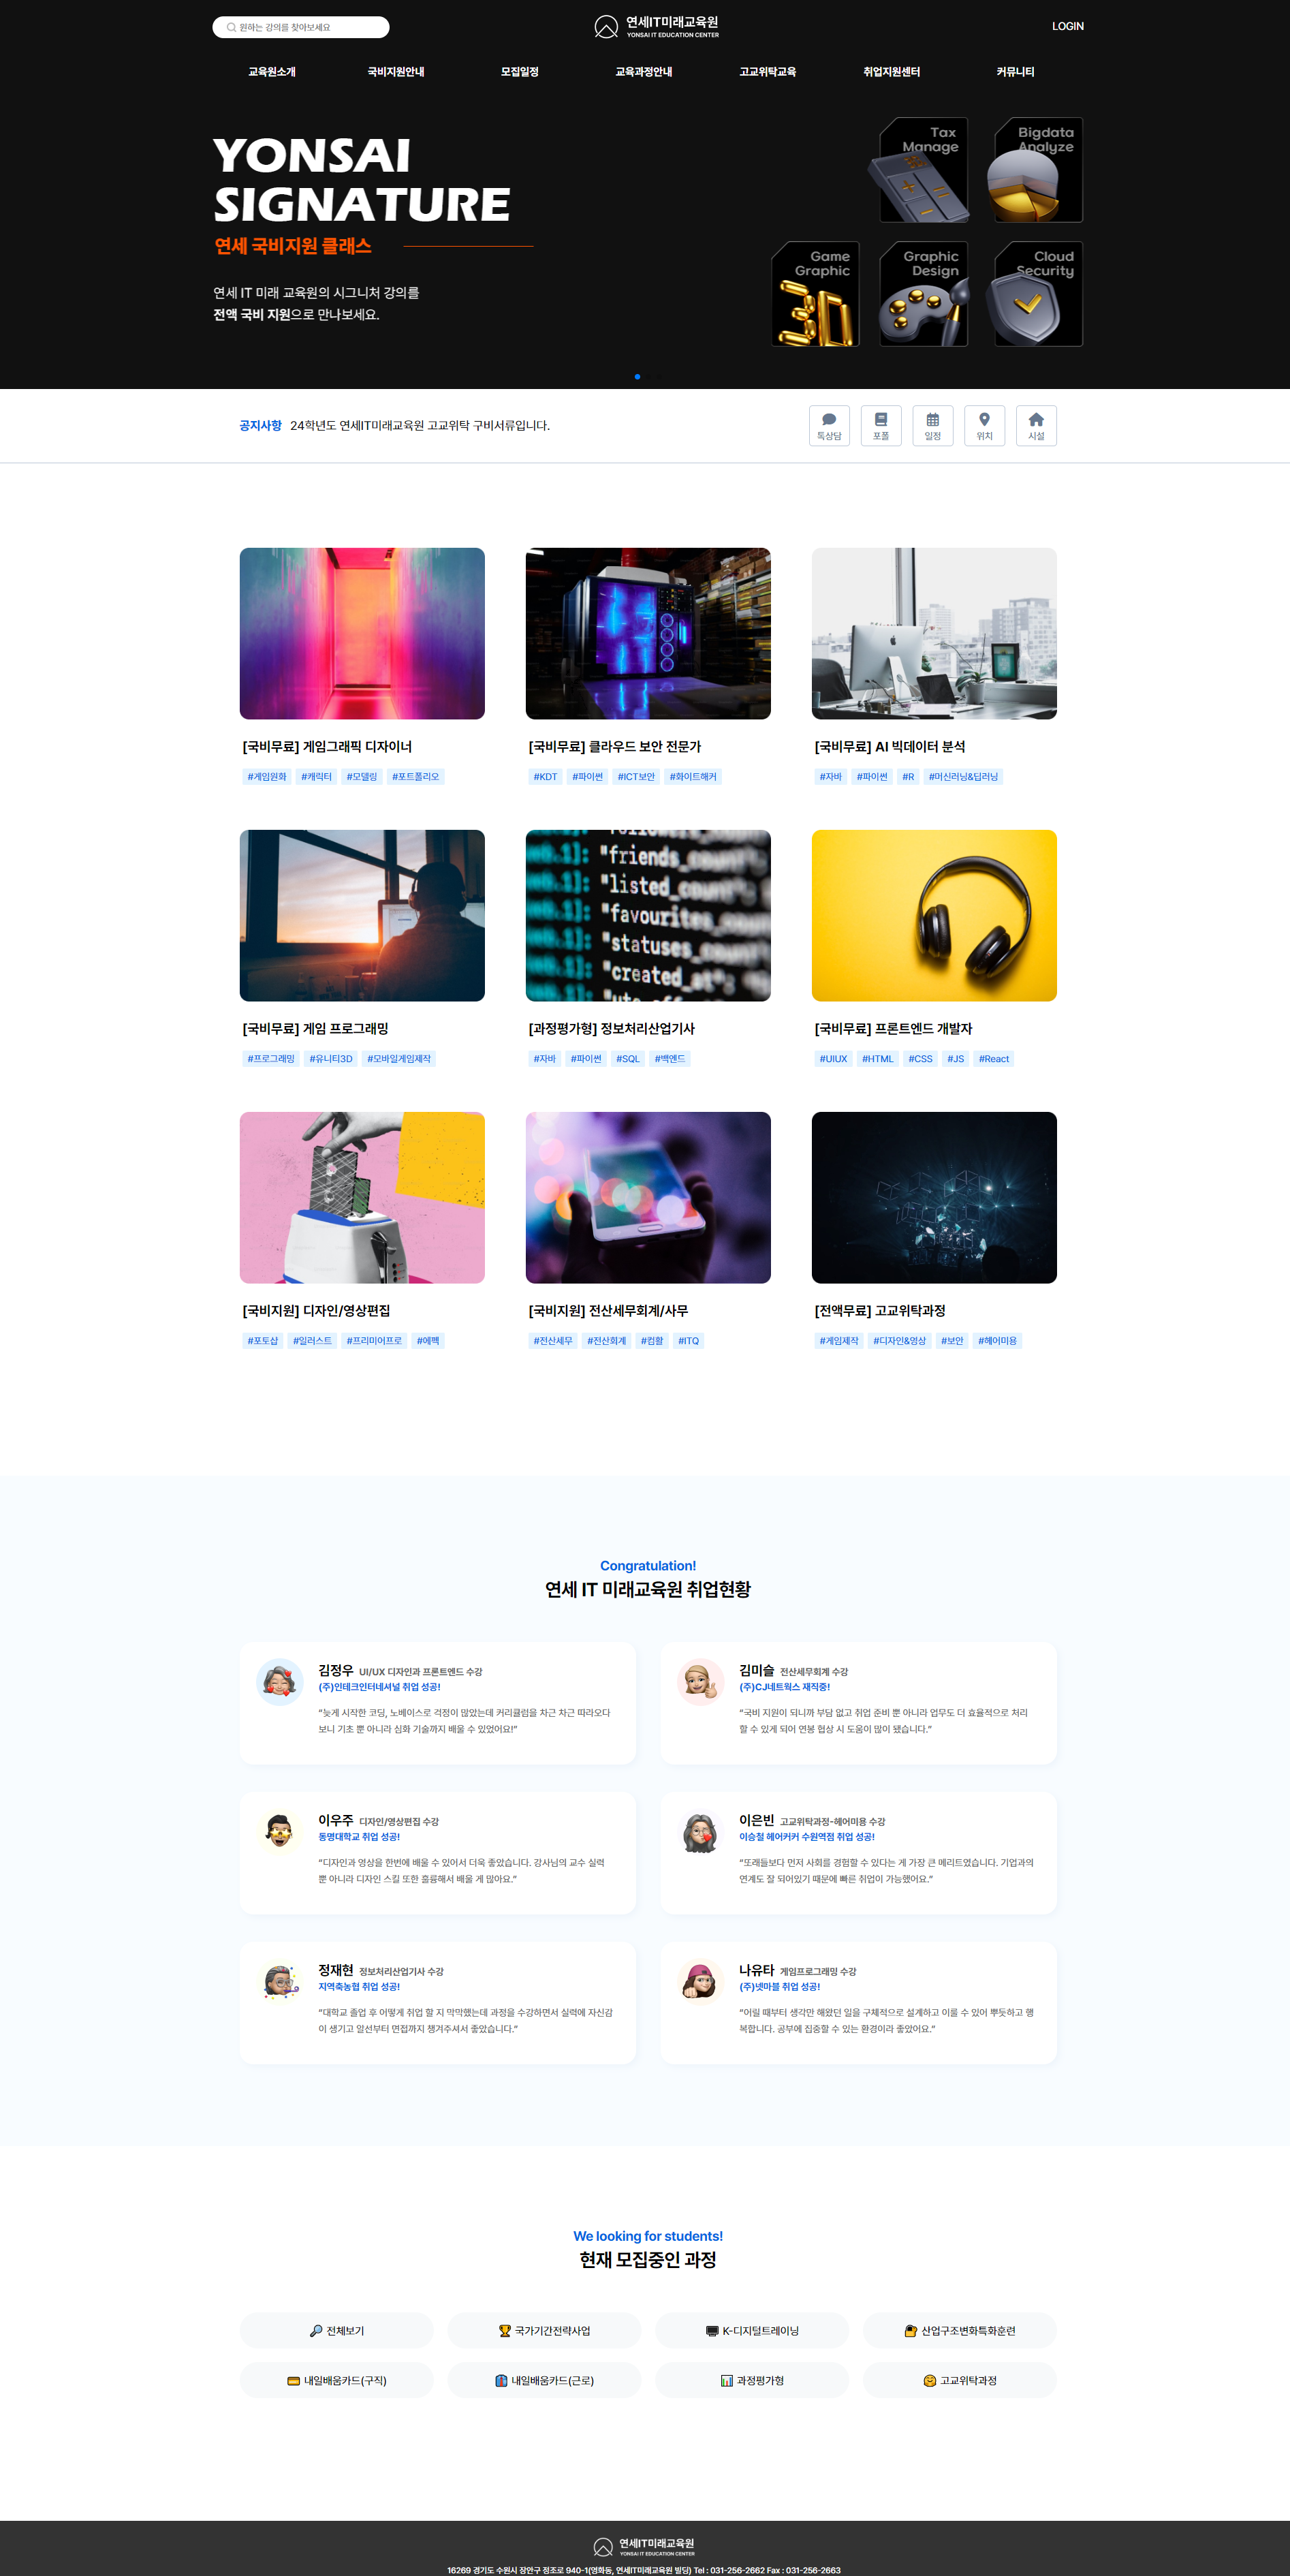 원하는 강의를 찾아보세요
연세IT미래교육원
YONSAI IT EDUCATION CENTER
LOGIN
교육원소개 국비지원안내 모집일정 교육과정안내 고교위탁교육 취업지원센터 커뮤니티
YONSAI
SIGNATURE
연세 국비지원 클래스
연세 IT 미래 교육원의 시그니처 강의를
전액 국비 지원으로 만나보세요.
Tax
Manage
Bigdata
Analyze
Game
Graphic
Graphic
Design
Cloud
Security
공지사항 24학년도 연세IT미래교육원 고교위탁 구비서류입니다.
톡상담 포폴 일정 위치 시설
[국비무료] 게임그래픽 디자이너
#게임원화 #캐릭터 #모델링 #포트폴리오
[국비무료] 클라우드 보안 전문가
#KDT #파이썬 #ICT보안 #화이트해커
[국비무료] AI 빅데이터 분석
#자바 #파이썬 #R #머신러닝&딥러닝
"friends_
"listed_count
"favourites_
"statuses_
"created_at":
[국비무료] 게임 프로그래밍
#프로그래밍 #유니티3D #모바일게임제작
[과정평가형] 정보처리산업기사
#자바 #파이썬 #SQL #백엔드
[국비무료] 프론트엔드 개발자
#UIUX #HTML #CSS #JS #React
[국비지원] 디자인/영상편집
#포토샵 #일러스트 #프리미어프로 #에펙
[국비지원] 전산세무회계/사무
#전산세무 #전산회계 #컴활 #ITQ
[전액무료] 고교위탁과정
#게임제작 #디자인&영상 #보안 #헤어미용
Congratulation!
연세 IT 미래교육원 취업현황
김정우 UI/UX 디자인과 프론트엔드 수강
(주)인테크인터네셔널 취업 성공!
"늦게 시작한 코딩, 노베이스로 걱정이 많았는데 커리큘럼을 차근 차근 따라오다
보니 기초 뿐 아니라 심화 기술까지 배울 수 있었어요!"
김미슬 전산세무회계 수강
(주)CJ네트웍스 재직중!
"국비 지원이 되니까 부담 없고 취업 준비 뿐 아니라 업무도 더 효율적으로 처리
할 수 있게 되어 연봉 협상 시 도움이 많이 됐습니다."
이우주 디자인/영상편집 수강
동명대학교 취업 성공!
"디자인과 영상을 한번에 배울 수 있어서 더욱 좋았습니다. 강사님의 교수 실력
뿐 아니라 디자인 스킬 또한 훌륭해서 배울 게 많아요."
이은빈 고교위탁과정-헤어미용 수강
이승철 헤어커커 수원역점 취업 성공!
"또래들보다 먼저 사회를 경험할 수 있다는 게 가장 큰 메리트였습니다. 기업과의
연계도 잘 되어있기 때문에 빠른 취업이 가능했어요."
정재현 정보처리산업기사 수강
지역축농협 취업 성공!
"대학교 졸업 후 어떻게 취업 할 지 막막했는데 과정을 수강하면서 실력에 자신감
이 생기고 알선부터 면접까지 챙겨주셔서 좋았습니다."
나유타 게임프로그래밍 수강
(주)넷마블 취업 성공!
"어릴 때부터 생각만 해왔던 일을 구체적으로 설계하고 이룰 수 있어 뿌듯하고 행
복합니다. 공부에 집중할 수 있는 환경이라 좋았어요."
We looking for students!
현재 모집중인 과정
전체보기 국가기간전략사업 K-디지털트레이닝 산업구조변화특화훈련
내일배움카드(구직) 내일배움카드(근로) 과정평가형 고교위탁과정
연세IT미래교육원
YONSAI IT EDUCATION CENTER
16269 경기도 수원시 장안구 정조로 940-1(영화동, 연세IT미래교육원 빌딩) Tel : 031-256-2662 Fax : 031-256-2663